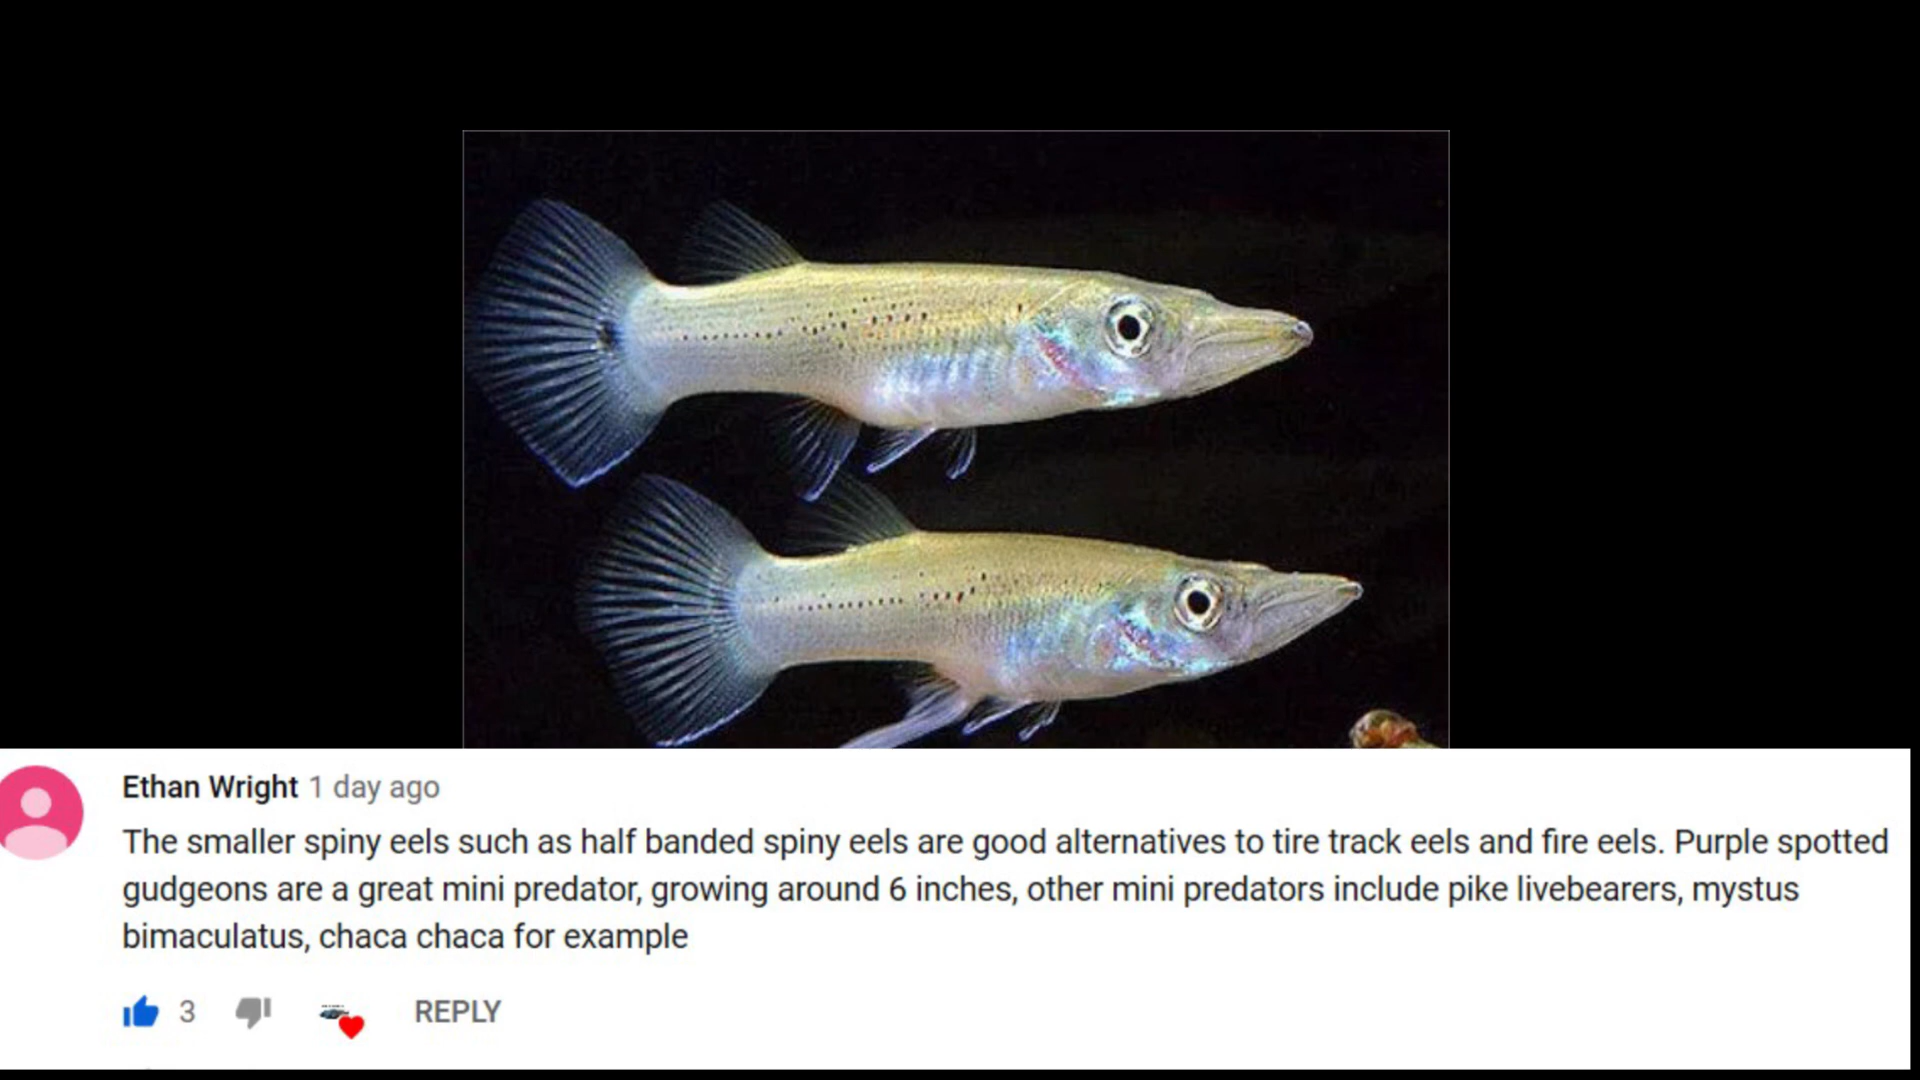 Ethan Wright 1 day ago
The smaller spiny eels such as half banded spiny eels are good alternatives to tire track eels and fire eels. Purple spotted
gudgeons are a great mini predator, growing around 6 inches, other mini predators include pike livebearers, mystus
bimaculatus, chaca chaca for example
3 REPLY